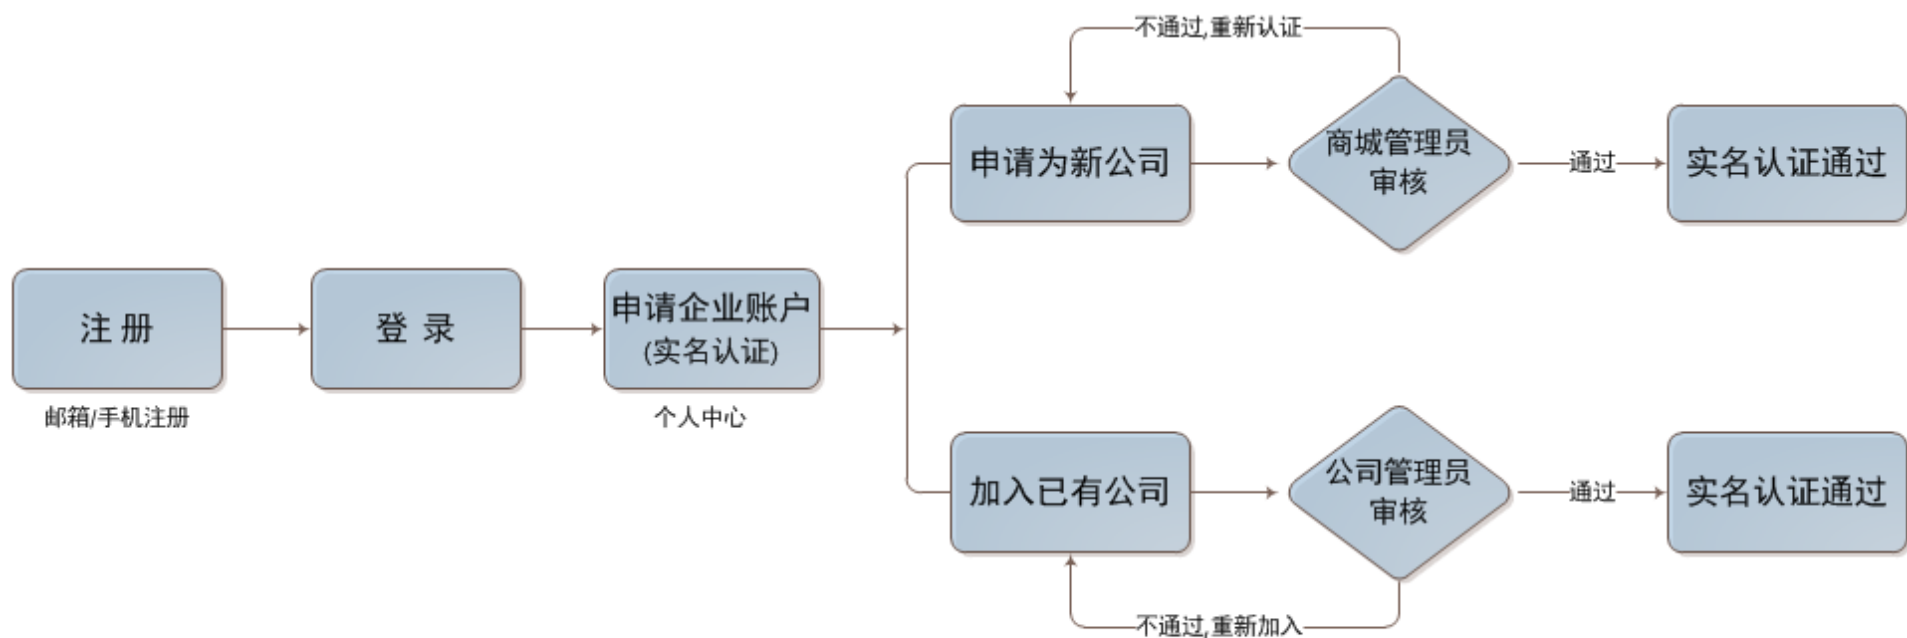 不通过,重新认证
申请为新公司
商城管理员
审核
通过
实名认证通过
注 册
邮箱/手机注册
登 录
申请企业账户
(实名认证)
个人中心
加入已有公司
公司管理员
审核
通过
实名认证通过
不通过,重新加入